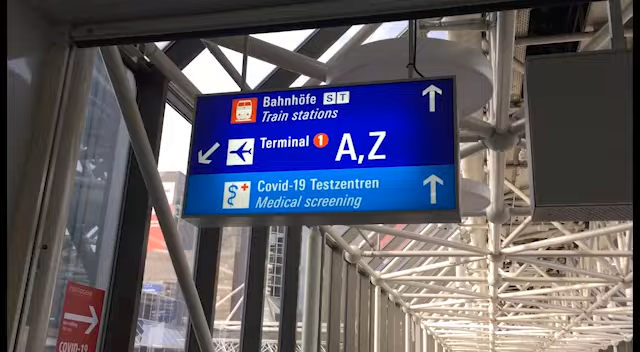 Bahnhöfe S T
Train stations
Terminal 1 A,Z
Covid-19 Testzentren
Medical screening
COVID-19